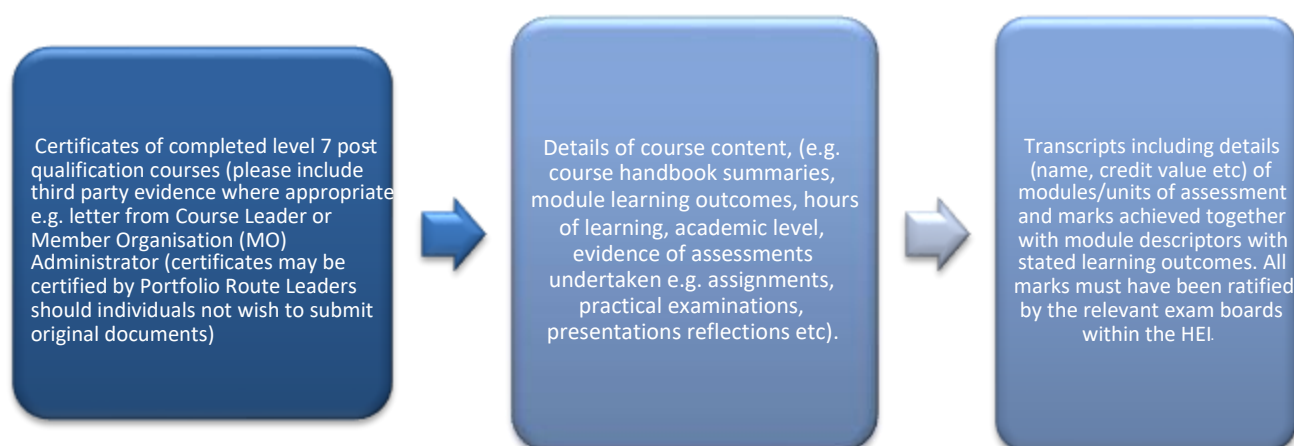 Certificates of completed level 7 post-
qualification courses (please include
third party evidence where appropriate
e.g. letter from Course Leader or
Member Organisation (MO)
Administrator (certificates may be
certified by Portfolio Route Leaders
should individuals not wish to submit
original documents)
Details of course content, (e.g.
course handbook summaries,
module learning outcomes, hours
of learning, academic level,
evidence of assessments
undertaken e.g. assignments,
practical examinations,
presentations reflections etc).
Transcripts including details
(name, credit value etc) of
modules/units of assessment
and marks achieved together
with module descriptors with
stated learning outcomes. All
marks must have been ratified
by the relevant exam boards
within the HEI.